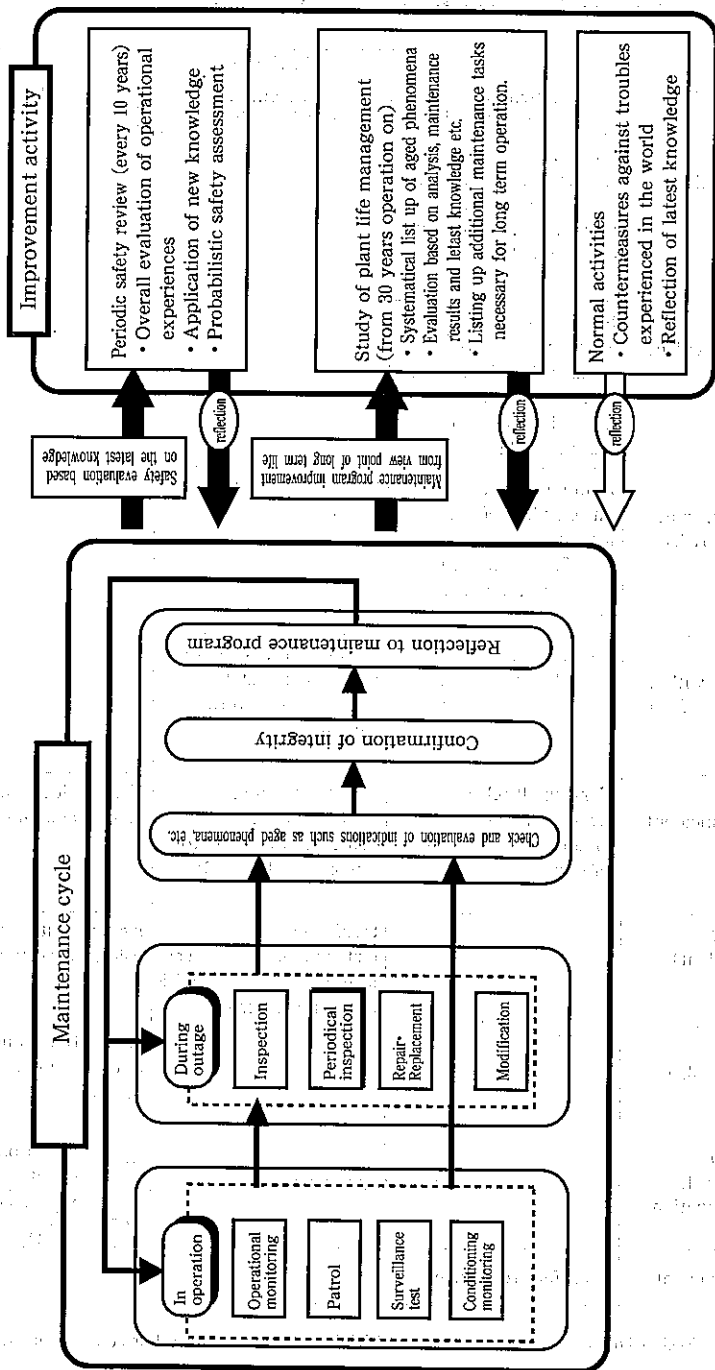 Maintenance cycle
In
operation
Operational
monitoring
Patrol
Surveillance
test
Conditioning
monitoring
During
outage
Inspection
Periodical
inspection
Repair•
Replacement
Modification
Check and evaluation of indications such as aged phenomena, etc.
Confirmation of integrity
Reflection to maintenance program
Safety evaluation based
on the latest knowledge
reflection
Maintenance program improvement
from view point of long term life
reflection
reflection
Improvement activity
Periodic safety review (every 10 years)
• Overall evaluation of operational
experiences
• Application of new knowledge
• Probabilistic safety assessment
Study of plant life management
(from 30 years operation on)
• Systematical list up of aged phenomena
• Evaluation based on analysis, maintenance
results and letast knowledge etc.
• Listing up additional maintenance tasks
necessary for long term operation.
Normal activities
• Countermeasures against troubles
experienced in the world
• Reflection of latest knowledge